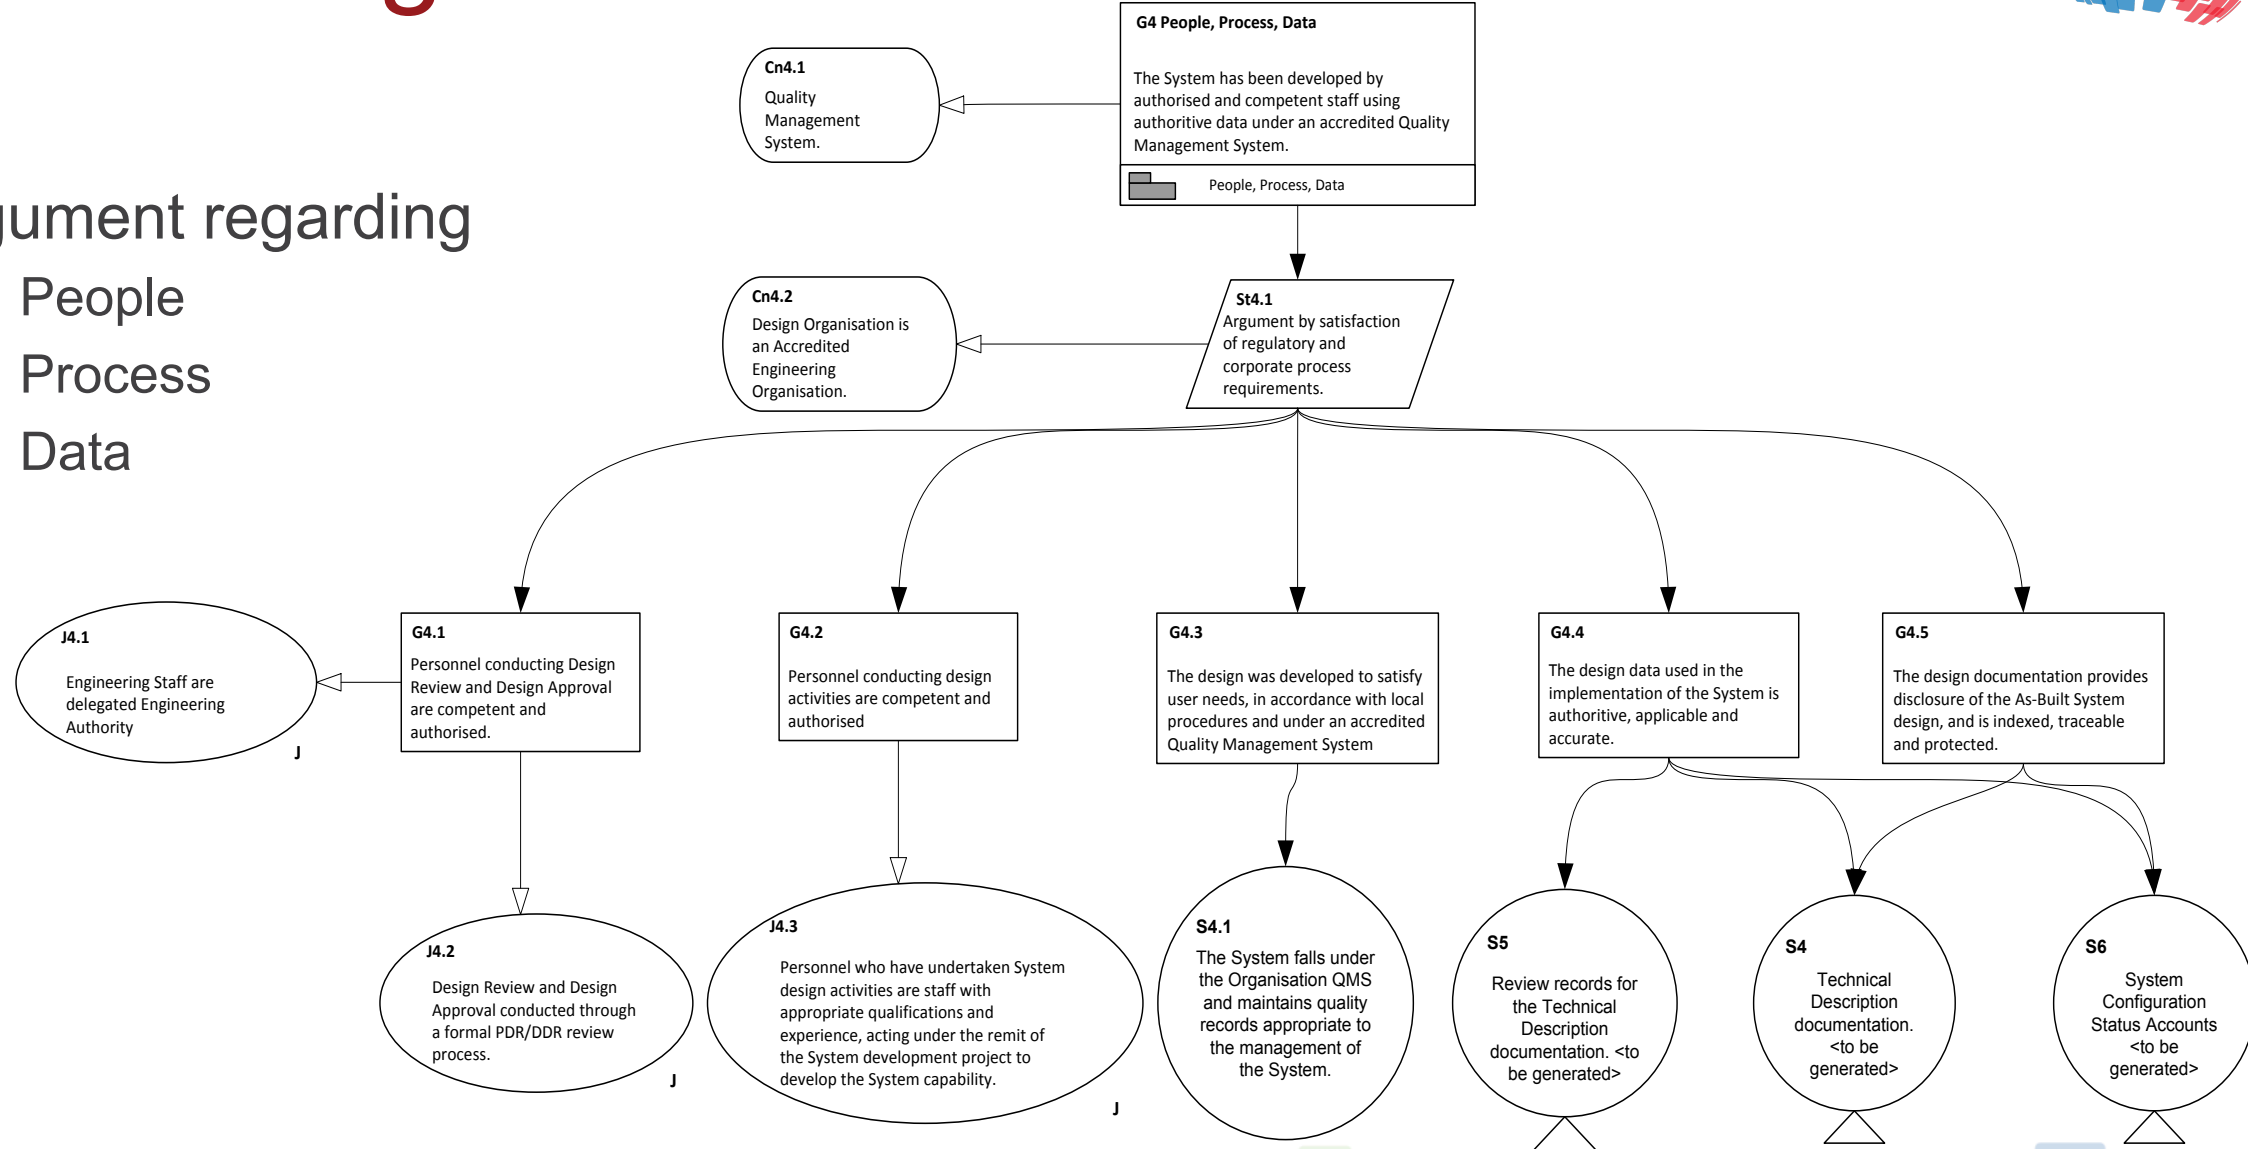 G4 People, Process, Data
The System has been developed by
authorised and competent staff using
authoritive data under an accredited Quality
Management System.
People, Process, Data
Cn4.1
Quality
Management
System.
regarding
People
Process
Data
Cn4.2
Design Organisation is
an Accredited
Engineering
Organisation.
St4.1
Argument by satisfaction
of regulatory and
corporate process
requirements.
J4.1
Engineering Staff are
delegated Engineering
Authority
J
G4.1
Personnel conducting Design
Review and Design Approval
are competent and
authorised.
G4.2
Personnel conducting design
activities are competent and
authorised
G4.3
The design was developed to satisfy
user needs, in accordance with local
procedures and under an accredited
Quality Management System
G4.4
The design data used in the
implementation of the System is
authoritive, applicable and
accurate.
G4.5
The design documentation provides
disclosure of the As-Built System
design, and is indexed, traceable
and protected.
J4.2
Design Review and Design
Approval conducted through
a formal PDR/DDR review
process.
J
J4.3
Personnel who have undertaken System
design activities are staff with
appropriate qualifications and
experience, acting under the remit of
the System development project to
develop the System capability.
J
S4.1
The System falls under
the Organisation QMS
and maintains quality
records appropriate to
the management of
the System.
S5
Review records for
the Technical
Description
documentation. <to
be generated>
S4
Technical
Description
documentation.
<to be
generated>
S6
System
Configuration
Status Accounts
<to be
generated>